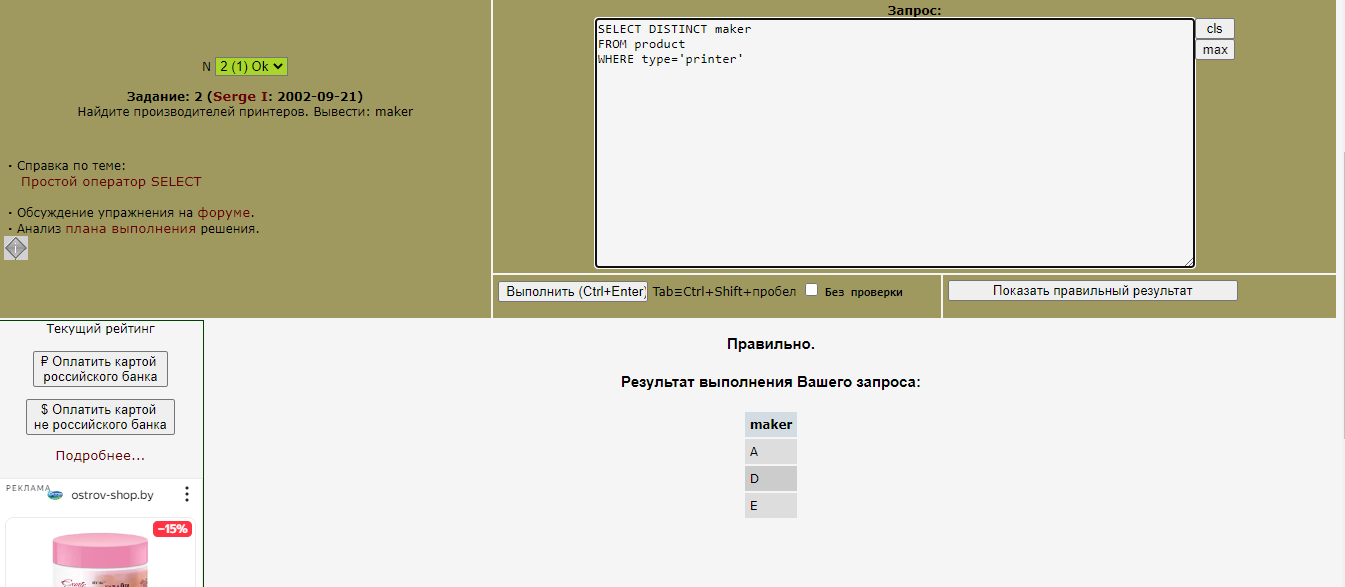 N 2 (1) Ok
Задание: 2 (Serge I: 2002-09-21)
Найдите производителей принтеров. Вывести: maker
· Справка по теме:
Простой оператор SELECT
· Обсуждение упражнения на форуме.
· Анализ плана выполнения решения.
Запрос:
SELECT DISTINCT maker
FROM product
WHERE type='printer'
cls
max
Выполнить (Ctrl+Enter) Tab≡Ctrl+Shift+пробел Без проверки
Показать правильный результат
Текущий рейтинг
₽ Оплатить картой
российского банка
$ Оплатить картой
не российского банка
Подробнее...
РЕКЛАМА
ostrov-shop.by
−15%
Exotic
Правильно.
Результат выполнения Вашего запроса:
maker
A
D
E